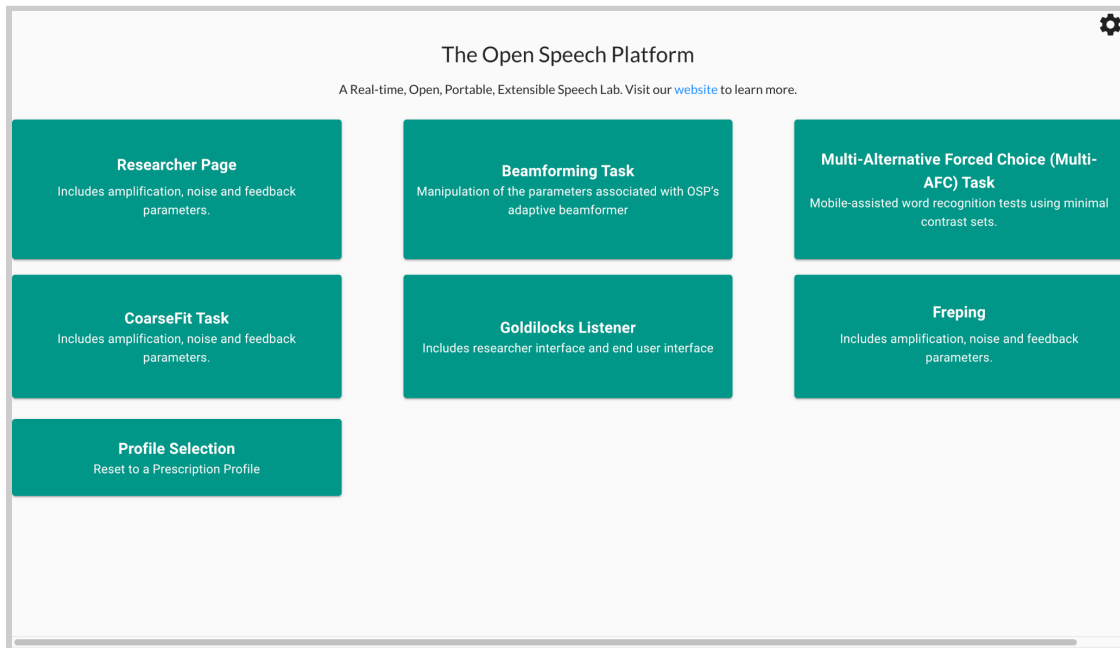 The Open Speech Platform
A Real-time, Open, Portable, Extensible Speech Lab. Visit our website to learn more.
Researcher Page
Includes amplification, noise and feedback
parameters.
Beamforming Task
Manipulation of the parameters associated with OSP's
adaptive beamformer
Multi-Alternative Forced Choice (Multi-
AFC) Task
Mobile-assisted word recognition tests using minimal
contrast sets.
CoarseFit Task
Includes amplification, noise and feedback
parameters.
Goldilocks Listener
Includes researcher interface and end user interface
Freping
Includes amplification, noise and feedback
parameters.
Profile Selection
Reset to a Prescription Profile